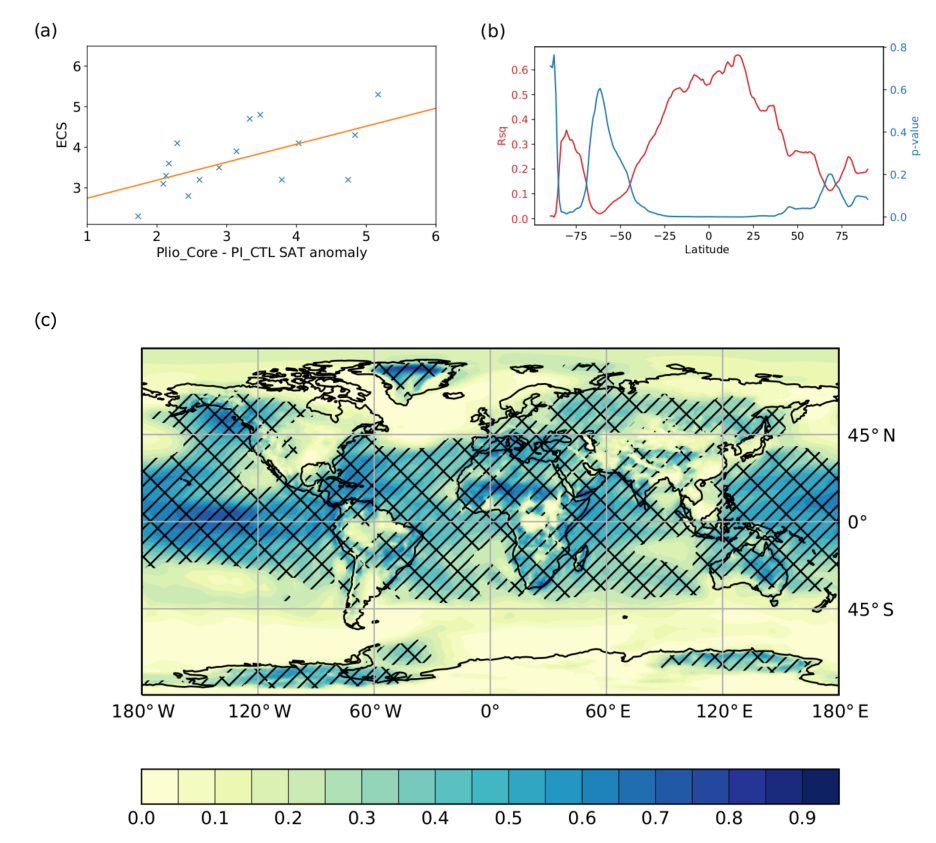 (a)
6
5
4
3
ECS
1 2 3 4 5 6
Plio_Core - PI_CTL SAT anomaly
(b)
0.6
0.5
0.4
0.3
0.2
0.1
0.0
Rsq
0.8
0.6
0.4
0.2
0.0
p-value
−75 −50 −25 0 25 50 75
Latitude
(c)
45°N
0°
45°S
180°W 120°W 60°W 0° 60°E 120°E 180°E
0.0 0.1 0.2 0.3 0.4 0.5 0.6 0.7 0.8 0.9